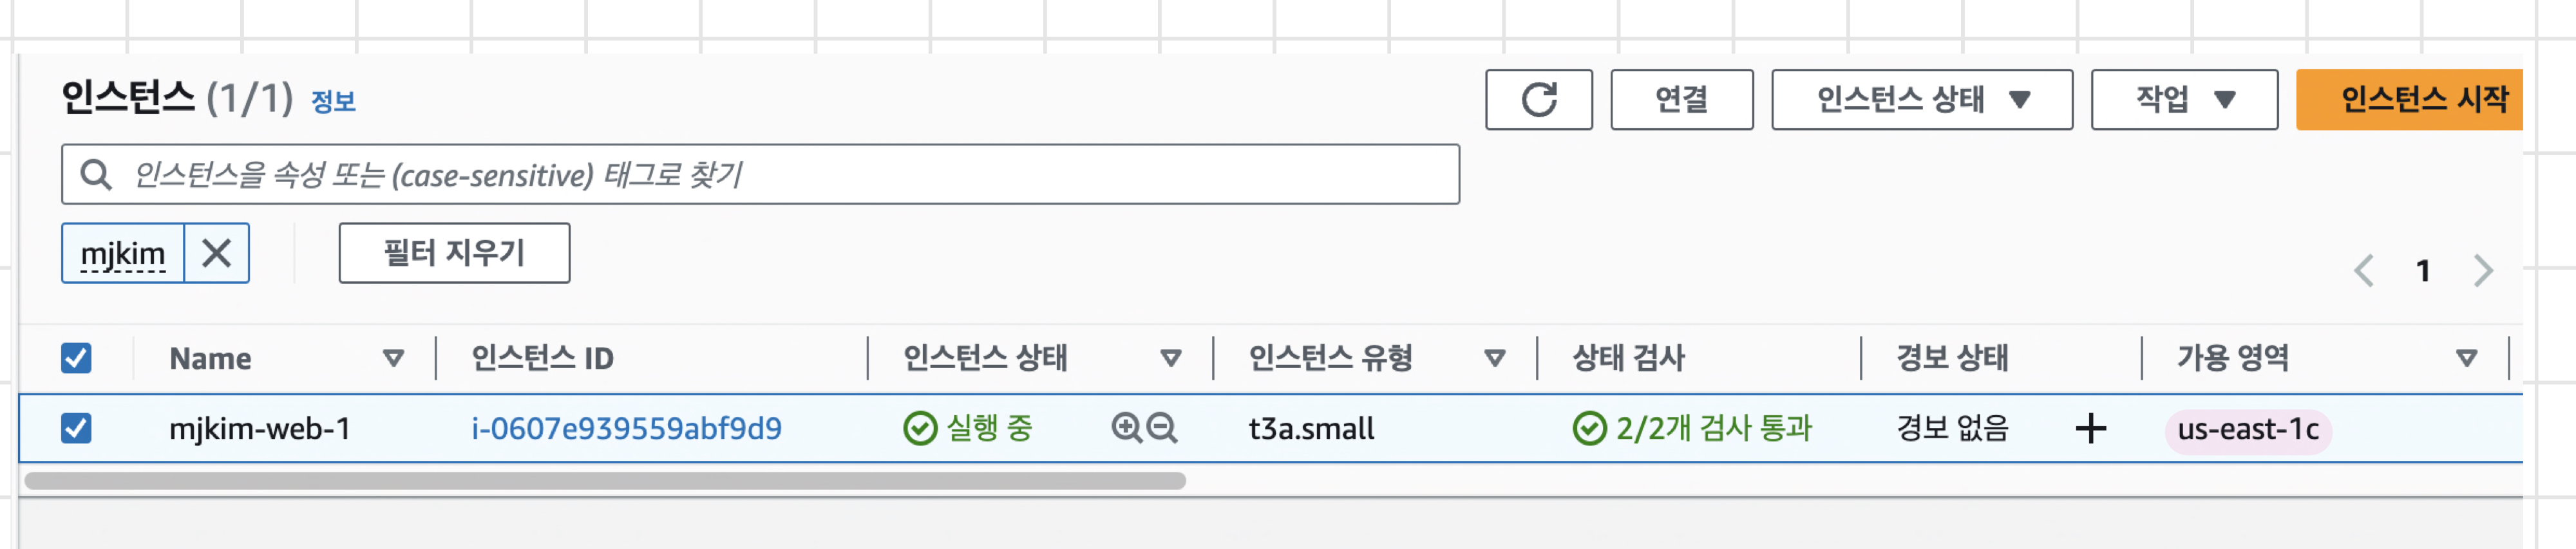 인스턴스 (1/1) 정보 연결 인스턴스 상태 작업 인스턴스 시작
인스턴스을 속성 또는 (case-sensitive) 태그로 찾기
mjkim 필터 지우기
1
Name 인스턴스 ID 인스턴스 상태 인스턴스 유형 상태 검사 경보 상태 가용 영역
mjkim-web-1 i-0607e939559abf9d9 실행 중 t3a.small 2/2개 검사 통과 경보 없음 us-east-1c